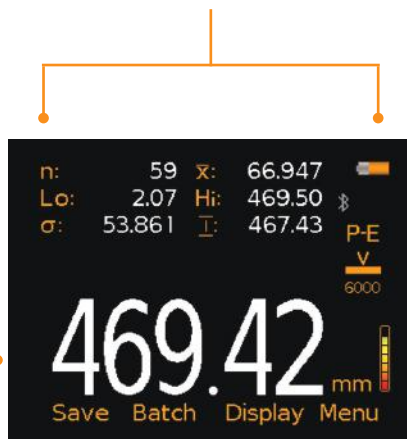 n: 59 x̅: 66.947
Lo: 2.07 Hi: 469.50
σ: 53.861 ⌶: 467.43
P-E
V
6000
469.42 mm
Save Batch Display Menu